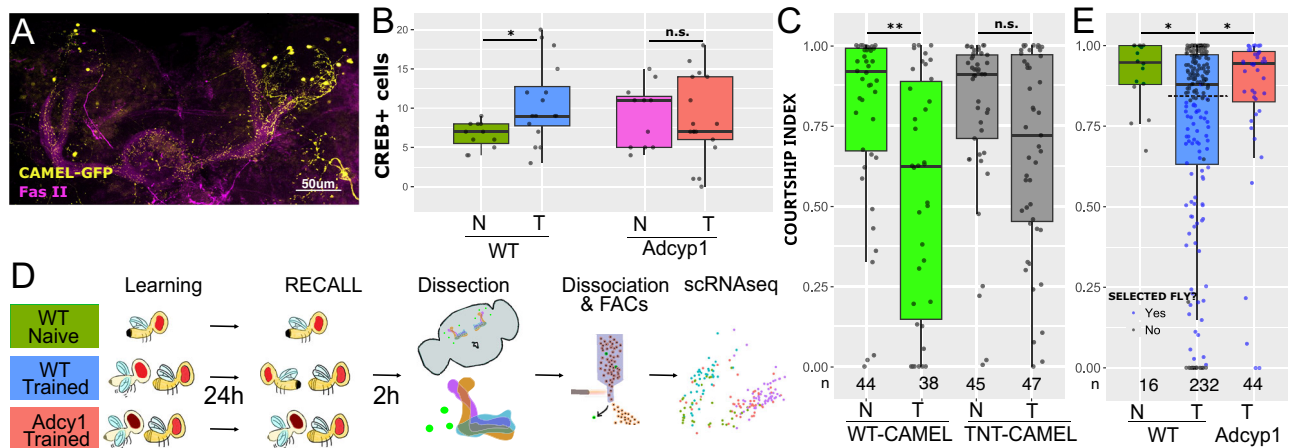 A
CAMEL-GFP
Fas II
50úm
B
CREB+ cells
20
15
10
5
0
*
n.s.
N
T
N
T
WT
Adcyp1
C
COURTSHIP INDEX
1.00
0.75
0.50
0.25
0.00
**
n.s.
n
44
38
45
47
N
T
N
T
WT-CAMEL
TNT-CAMEL
D
Learning
RECALL
Dissection
Dissociation
& FACs
scRNAseq
WT
Naive
WT
Trained
Adcy1
Trained
24h
2h
E
1.00
0.75
0.50
0.25
0.00
*
*
SELECTED FLY?
Yes
No
n
16
232
44
N
T
T
WT
Adcyp1